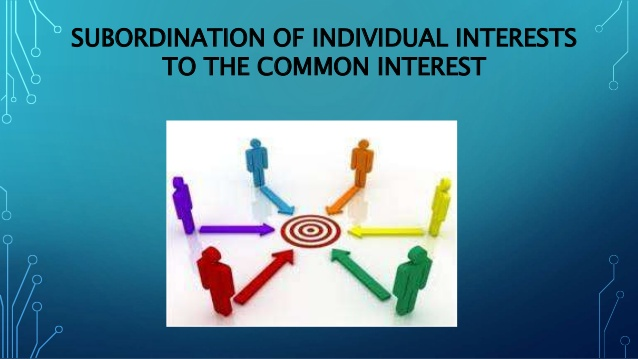 SUBORDINATION OF INDIVIDUAL INTERESTS
TO THE COMMON INTEREST